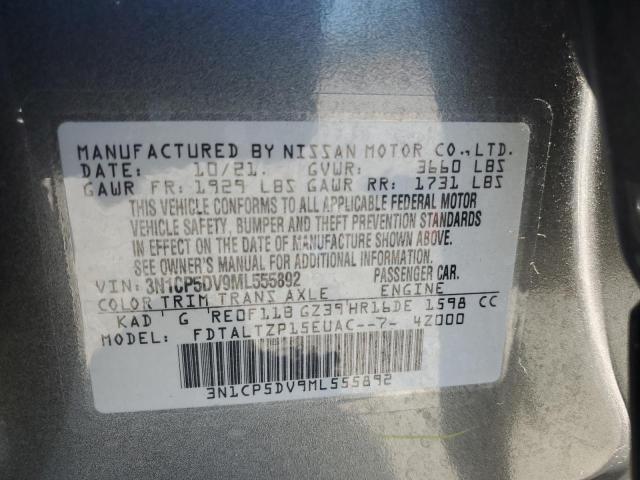 MANUFACTURED BY NISSAN MOTOR CO.,LTD.
DATE: 10/21. GVWR: 3660 LBS
GAWR FR: 1929 LBS GAWR RR: 1731 LBS
THIS VEHICLE CONFORMS TO ALL APPLICABLE FEDERAL MOTOR
VEHICLE SAFETY, BUMPER AND THEFT PREVENTION STANDARDS
IN EFFECT ON THE DATE OF MANUFACTURE SHOWN ABOVE.
SEE OWNER'S MANUAL FOR ADDITIONAL INFORMATION.
VIN: 3N1CP5DV9ML555892 PASSENGER CAR.
COLOR TRIM TRANS AXLE ENGINE
KAD G RE0F11B GZ39 HR16DE 1598 CC
MODEL: FDTALTZP15EUAC--7- 4Z000
3N1CP5DV9ML555892